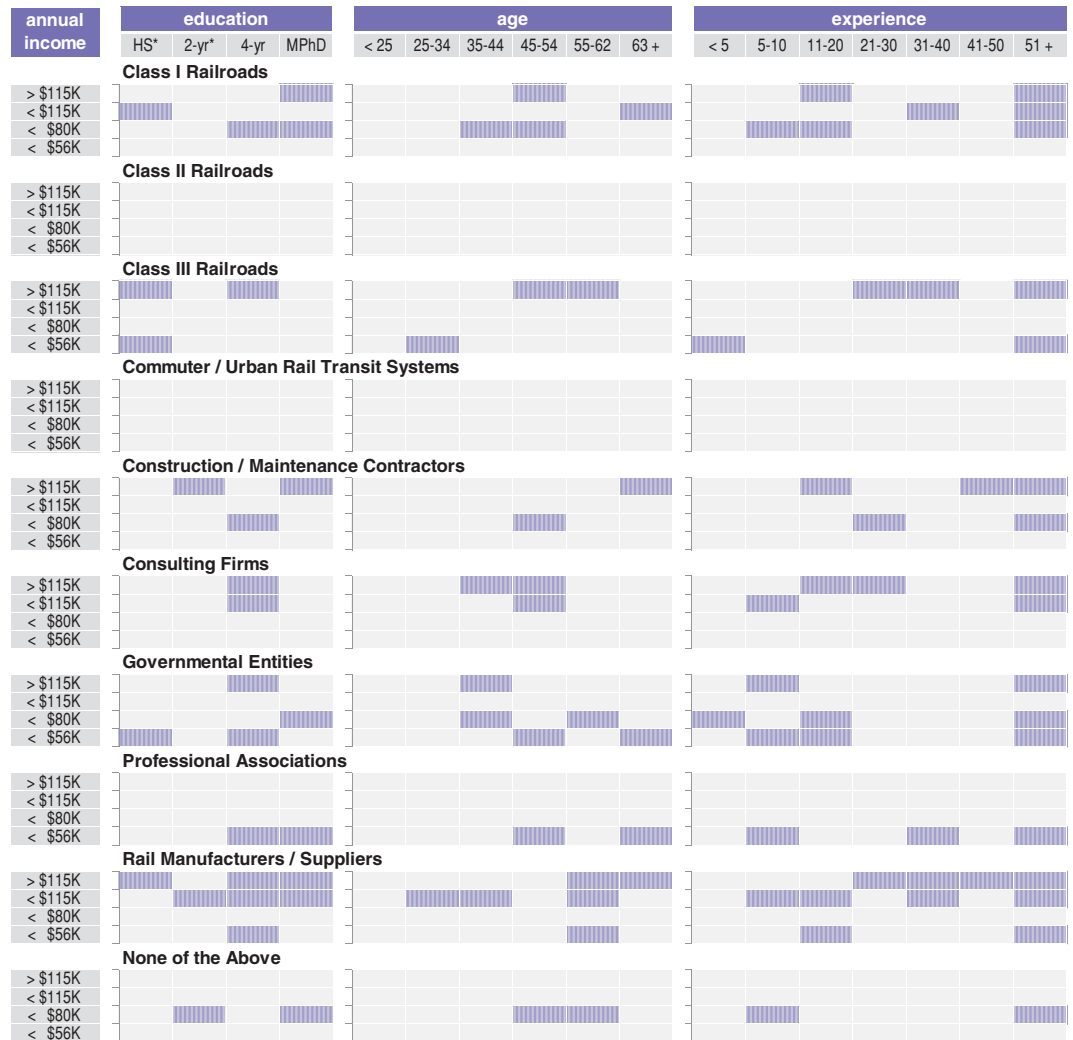 annual income education age experience
HS* 2-yr* 4-yr MPhD < 25 25-34 35-44 45-54 55-62 63 + < 5 5-10 11-20 21-30 31-40 41-50 51 +
Class I Railroads
> $115K
< $115K
< $80K
< $56K
Class II Railroads
> $115K
< $115K
< $80K
< $56K
Class III Railroads
> $115K
< $115K
< $80K
< $56K
Commuter / Urban Rail Transit Systems
> $115K
< $115K
< $80K
< $56K
Construction / Maintenance Contractors
> $115K
< $115K
< $80K
< $56K
Consulting Firms
> $115K
< $115K
< $80K
< $56K
Governmental Entities
> $115K
< $115K
< $80K
< $56K
Professional Associations
> $115K
< $115K
< $80K
< $56K
Rail Manufacturers / Suppliers
> $115K
< $115K
< $80K
< $56K
None of the Above
> $115K
< $115K
< $80K
< $56K